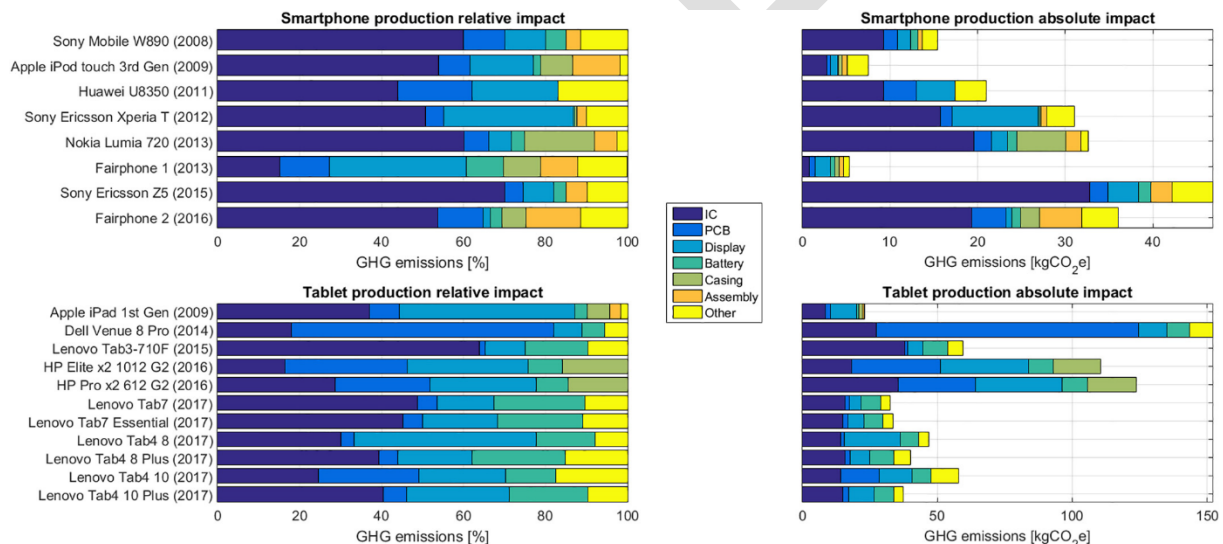 Smartphone production relative impact
Sony Mobile W890 (2008)
Apple iPod touch 3rd Gen (2009)
Huawei U8350 (2011)
Sony Ericsson Xperia T (2012)
Nokia Lumia 720 (2013)
Fairphone 1 (2013)
Sony Ericsson Z5 (2015)
Fairphone 2 (2016)
0 20 40 60 80 100
GHG emissions [%]
Smartphone production absolute impact
0 10 20 30 40
GHG emissions [kgCO2e]
IC
PCB
Display
Battery
Casing
Assembly
Other
Tablet production relative impact
Apple iPad 1st Gen (2009)
Dell Venue 8 Pro (2014)
Lenovo Tab3-710F (2015)
HP Elite x2 1012 G2 (2016)
HP Pro x2 612 G2 (2016)
Lenovo Tab7 (2017)
Lenovo Tab7 Essential (2017)
Lenovo Tab4 8 (2017)
Lenovo Tab4 8 Plus (2017)
Lenovo Tab4 10 (2017)
Lenovo Tab4 10 Plus (2017)
0 20 40 60 80 100
GHG emissions [%]
Tablet production absolute impact
0 50 100 150
GHG emissions [kgCO2e]